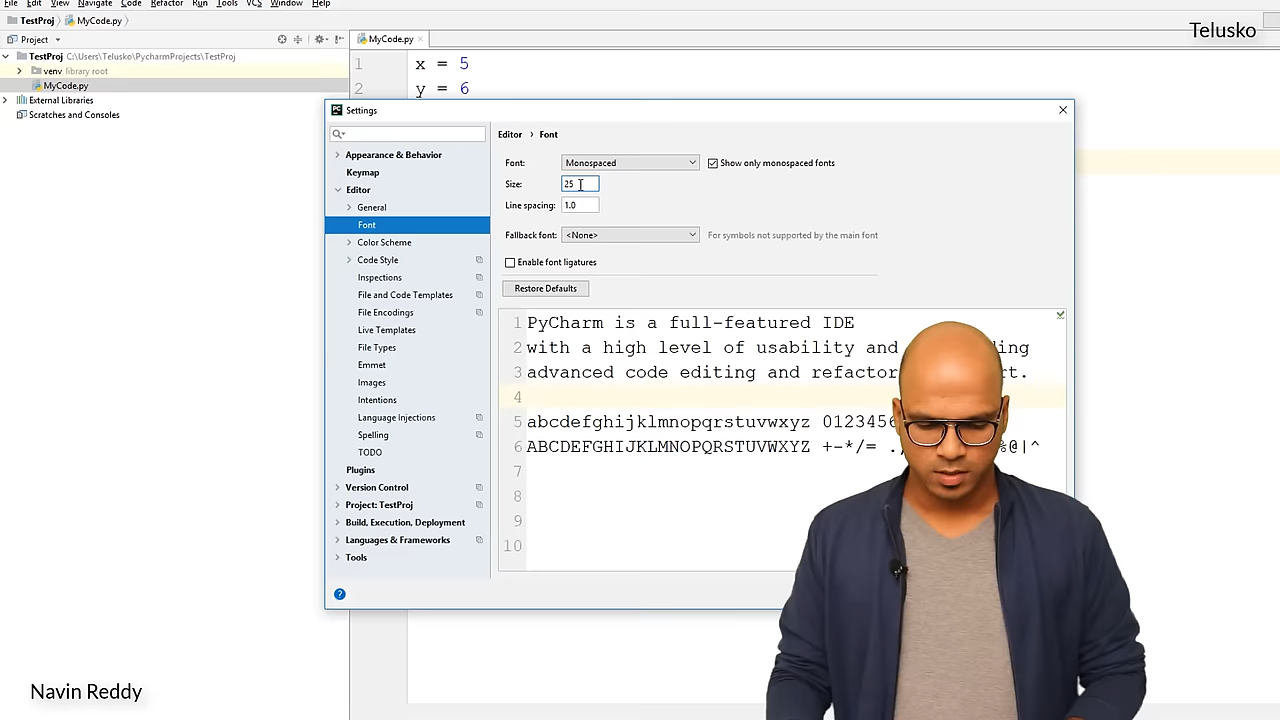 File Edit View Navigate Code Refactor Run Tools VCS Window Help
TestProj MyCode.py
Telusko
Project
MyCode.py
TestProj C:\Users\Telusko\PycharmProjects\TestProj
venv library root
MyCode.py
External Libraries
Scratches and Consoles
1 x = 5
2 y = 6
Settings
Appearance & Behavior
Keymap
Editor
General
Font
Color Scheme
Code Style
Inspections
File and Code Templates
File Encodings
Live Templates
File Types
Emmet
Images
Intentions
Language Injections
Spelling
TODO
Plugins
Version Control
Project: TestProj
Build, Execution, Deployment
Languages & Frameworks
Tools
?
Editor › Font
Font: Monospaced Show only monospaced fonts
Size: 25
Line spacing: 1.0
Fallback font: <None> For symbols not supported by the main font
Enable font ligatures
Restore Defaults
1 PyCharm is a full-featured IDE
2 with a high level of usability and
3 advanced code editing and
4
5 abcdefghijklmnopqrstuvwxyz 0123456
6 ABCDEFGHIJKLMNOPQRSTUVWXYZ +-*/= %@|^
7
8
9
10
Navin Reddy